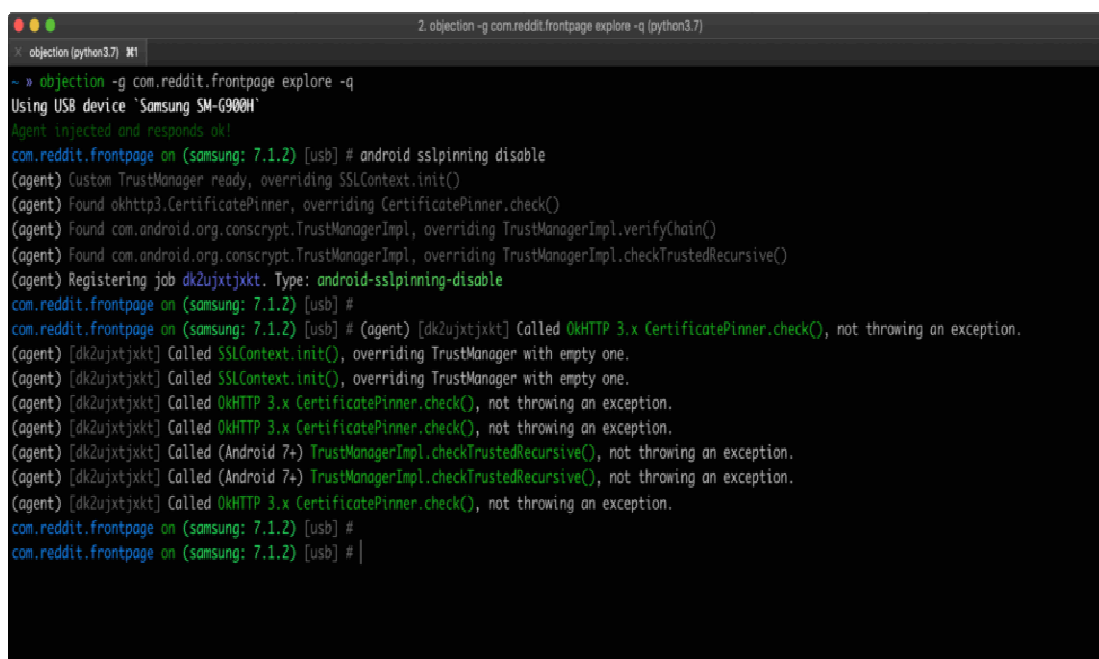 2. objection -g com.reddit.frontpage explore -q (python3.7)
× objection (python3.7) ⌘1
~ » objection -g com.reddit.frontpage explore -q
Using USB device `Samsung SM-G900H`
Agent injected and responds ok!
com.reddit.frontpage on (samsung: 7.1.2) [usb] # android sslpinning disable
(agent) Custom TrustManager ready, overriding SSLContext.init()
(agent) Found okhttp3.CertificatePinner, overriding CertificatePinner.check()
(agent) Found com.android.org.conscrypt.TrustManagerImpl, overriding TrustManagerImpl.verifyChain()
(agent) Found com.android.org.conscrypt.TrustManagerImpl, overriding TrustManagerImpl.checkTrustedRecursive()
(agent) Registering job dk2ujxtjxkt. Type: android-sslpinning-disable
com.reddit.frontpage on (samsung: 7.1.2) [usb] #
com.reddit.frontpage on (samsung: 7.1.2) [usb] # (agent) [dk2ujxtjxkt] Called OkHTTP 3.x CertificatePinner.check(), not throwing an exception.
(agent) [dk2ujxtjxkt] Called SSLContext.init(), overriding TrustManager with empty one.
(agent) [dk2ujxtjxkt] Called SSLContext.init(), overriding TrustManager with empty one.
(agent) [dk2ujxtjxkt] Called OkHTTP 3.x CertificatePinner.check(), not throwing an exception.
(agent) [dk2ujxtjxkt] Called OkHTTP 3.x CertificatePinner.check(), not throwing an exception.
(agent) [dk2ujxtjxkt] Called (Android 7+) TrustManagerImpl.checkTrustedRecursive(), not throwing an exception.
(agent) [dk2ujxtjxkt] Called (Android 7+) TrustManagerImpl.checkTrustedRecursive(), not throwing an exception.
(agent) [dk2ujxtjxkt] Called OkHTTP 3.x CertificatePinner.check(), not throwing an exception.
com.reddit.frontpage on (samsung: 7.1.2) [usb] #
com.reddit.frontpage on (samsung: 7.1.2) [usb] #